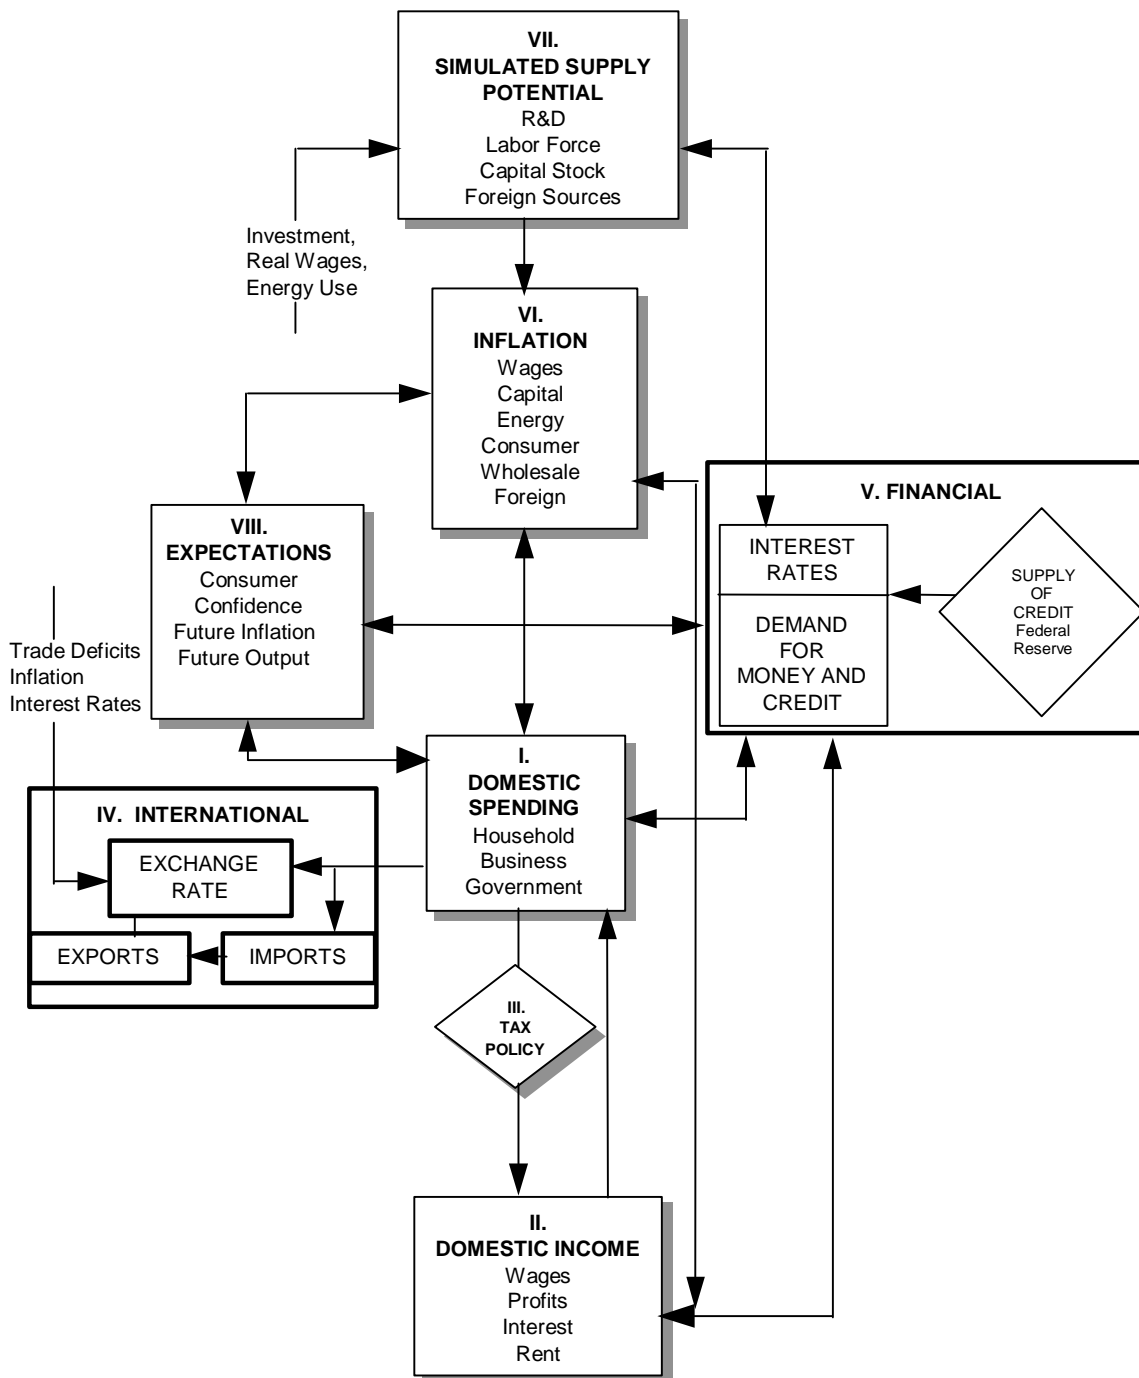 VII.
SIMULATED SUPPLY
POTENTIAL
R&D
Labor Force
Capital Stock
Foreign Sources
Investment,
Real Wages,
Energy Use
VI.
INFLATION
Wages
Capital
Energy
Consumer
Wholesale
Foreign
V. FINANCIAL
INTEREST
RATES
DEMAND
FOR
MONEY AND
CREDIT
SUPPLY
OF
CREDIT
Federal
Reserve
VIII.
EXPECTATIONS
Consumer
Confidence
Future Inflation
Future Output
Trade Deficits
Inflation
Interest Rates
I.
DOMESTIC
SPENDING
Household
Business
Government
IV. INTERNATIONAL
EXCHANGE
RATE
EXPORTS
IMPORTS
III.
TAX
POLICY
II.
DOMESTIC INCOME
Wages
Profits
Interest
Rent